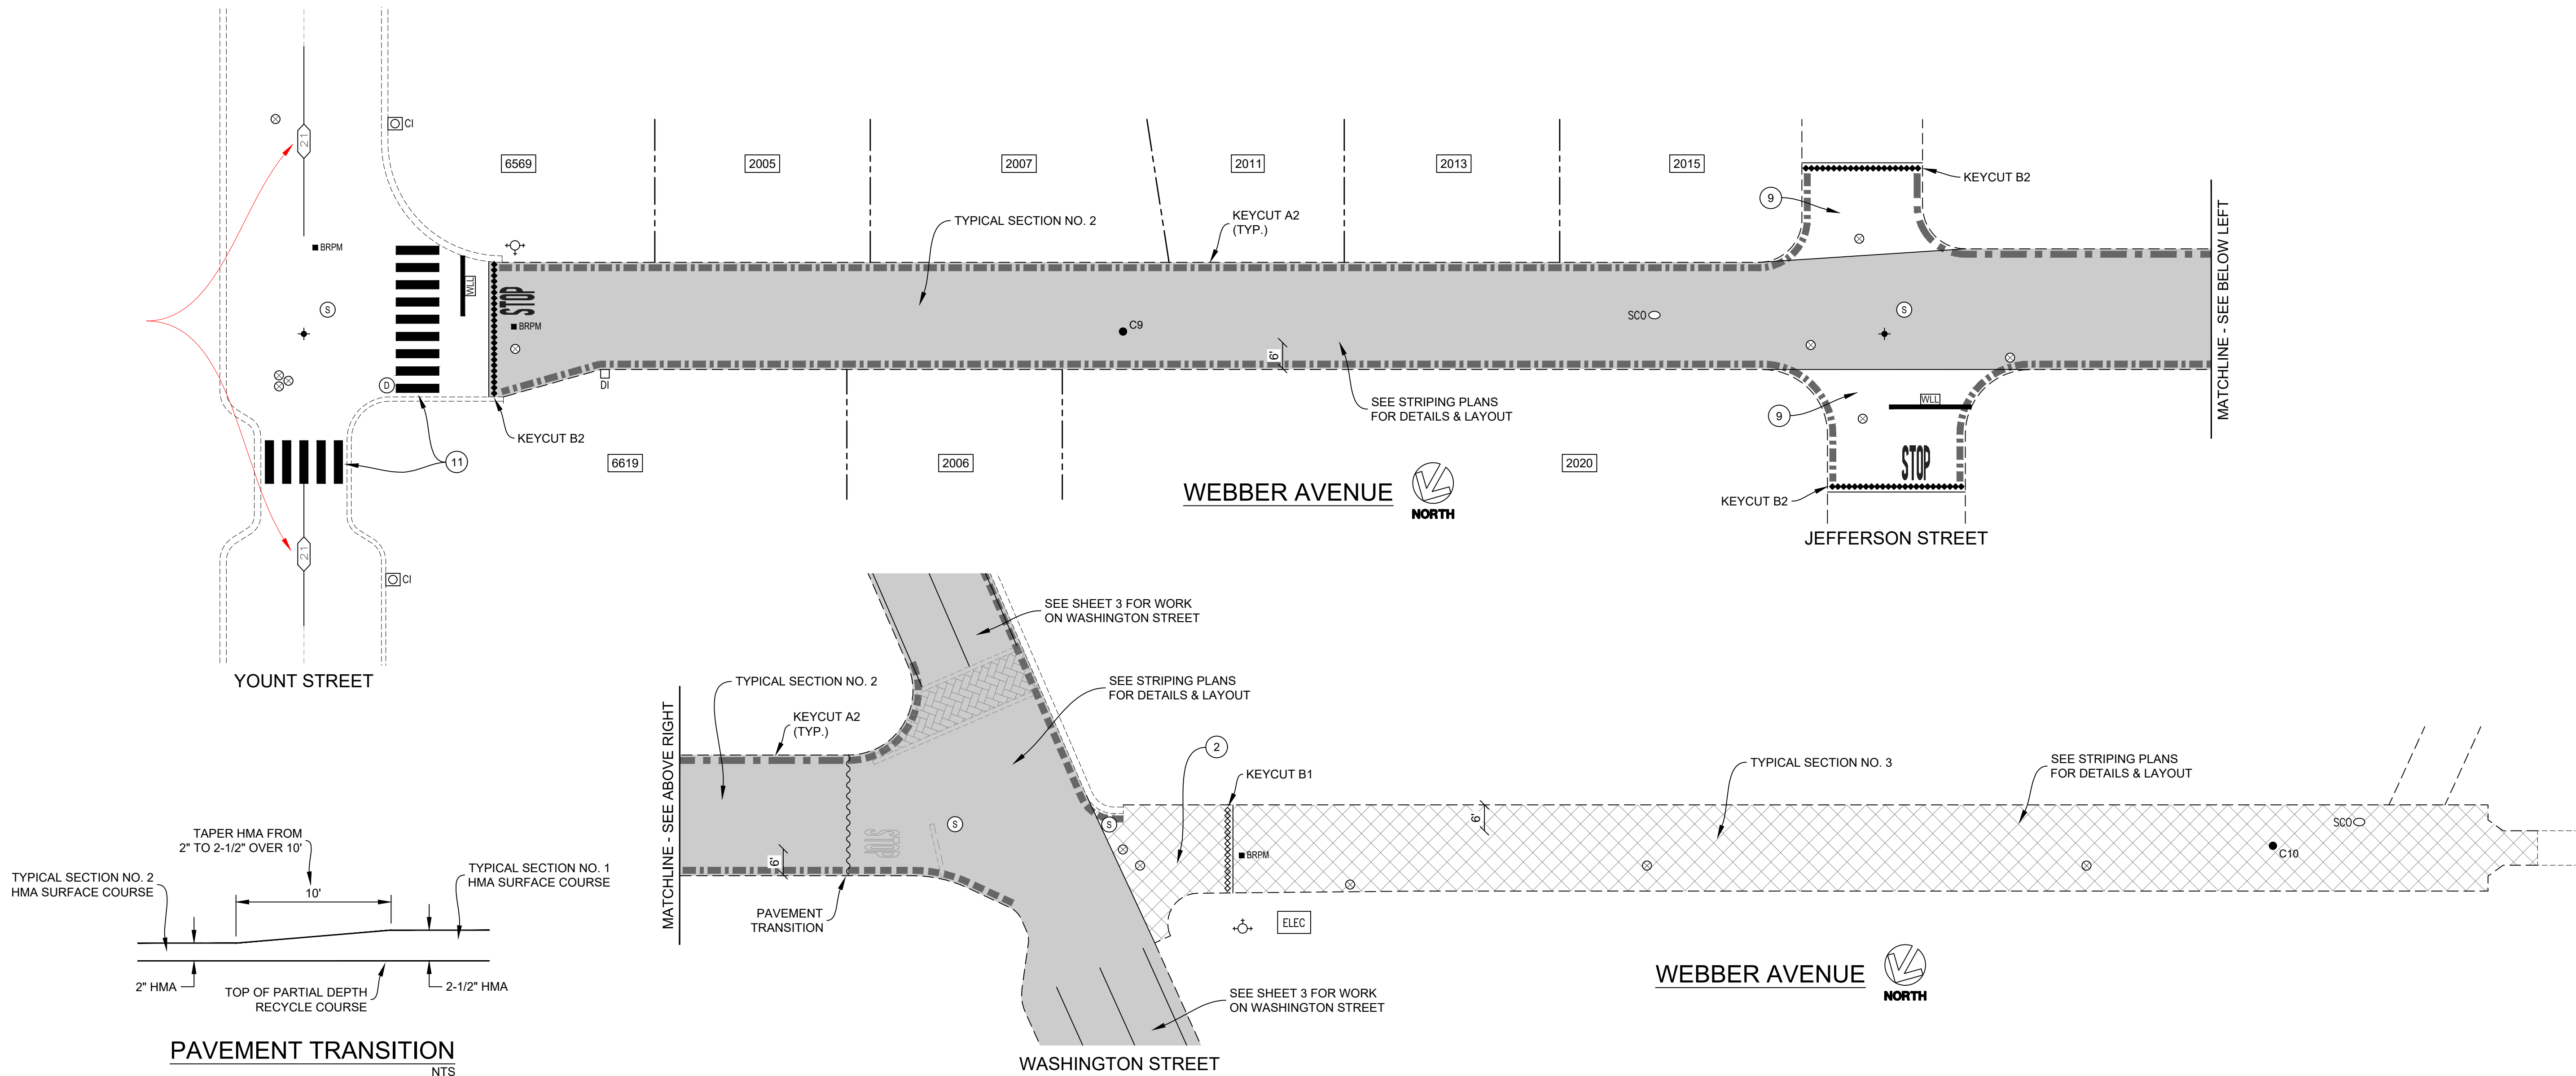 21
CI
BRPM
S
D
WLL
STOP
BRPM
11
KEYCUT B2
21
CI
YOUNT STREET
6569
2005
2007
2011
2013
2015
TYPICAL SECTION NO. 2
KEYCUT A2
(TYP.)
C9
6'
DI
SCO
S
SEE STRIPING PLANS
FOR DETAILS & LAYOUT
6619
2006
2020
WEBBER AVENUE
NORTH
9
KEYCUT B2
9
WLL
STOP
KEYCUT B2
JEFFERSON STREET
MATCHLINE - SEE BELOW LEFT
MATCHLINE - SEE ABOVE RIGHT
TYPICAL SECTION NO. 2
KEYCUT A2
(TYP.)
6'
PAVEMENT
TRANSITION
STOP
S
SEE SHEET 3 FOR WORK
ON WASHINGTON STREET
SEE STRIPING PLANS
FOR DETAILS & LAYOUT
S
2
KEYCUT B1
BRPM
ELEC
6'
TYPICAL SECTION NO. 3
SEE STRIPING PLANS
FOR DETAILS & LAYOUT
SCO
C10
SEE SHEET 3 FOR WORK
ON WASHINGTON STREET
WASHINGTON STREET
WEBBER AVENUE
NORTH
TAPER HMA FROM
2" TO 2-1/2" OVER 10'
10'
TYPICAL SECTION NO. 2
HMA SURFACE COURSE
TYPICAL SECTION NO. 1
HMA SURFACE COURSE
2" HMA
TOP OF PARTIAL DEPTH
RECYCLE COURSE
2-1/2" HMA
PAVEMENT TRANSITION
NTS